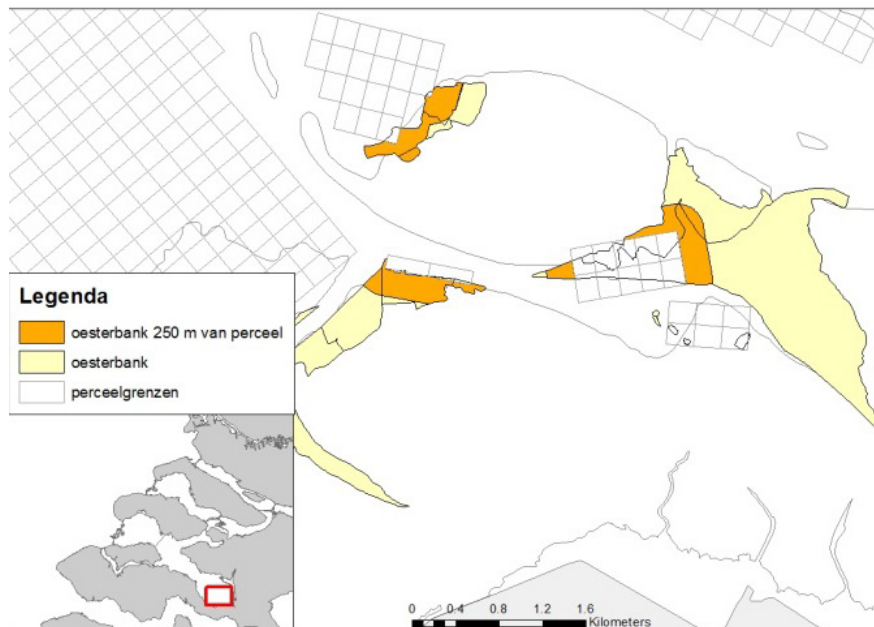 Legenda
oesterbank 250 m van perceel
oesterbank
perceelgrenzen
0 0.4 0.8 1.2 1.6
Kilometers